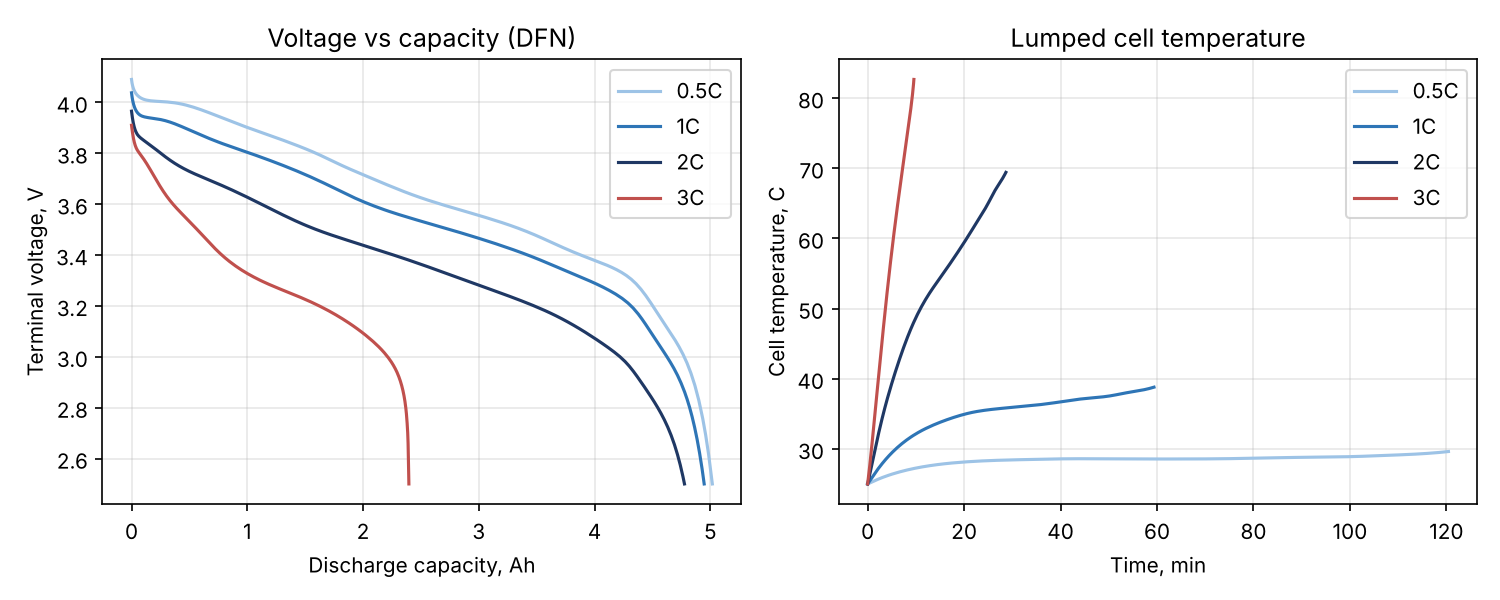 Voltage vs capacity (DFN)
4.0
3.8
3.6
3.4
3.2
3.0
2.8
2.6
Terminal voltage, V
0 1 2 3 4 5
Discharge capacity, Ah
0.5C
1C
2C
3C
Lumped cell temperature
80
70
60
50
40
30
Cell temperature, C
0 20 40 60 80 100 120
Time, min
0.5C
1C
2C
3C